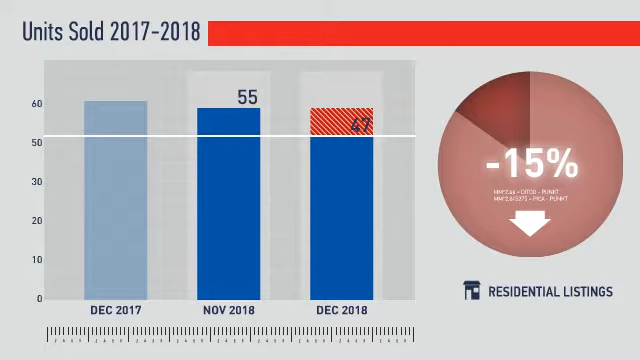 Units Sold 2017-2018
60
50
30
20
10
0
55
47
DEC 2017
NOV 2018
DEC 2018
-15%
RESIDENTIAL LISTINGS